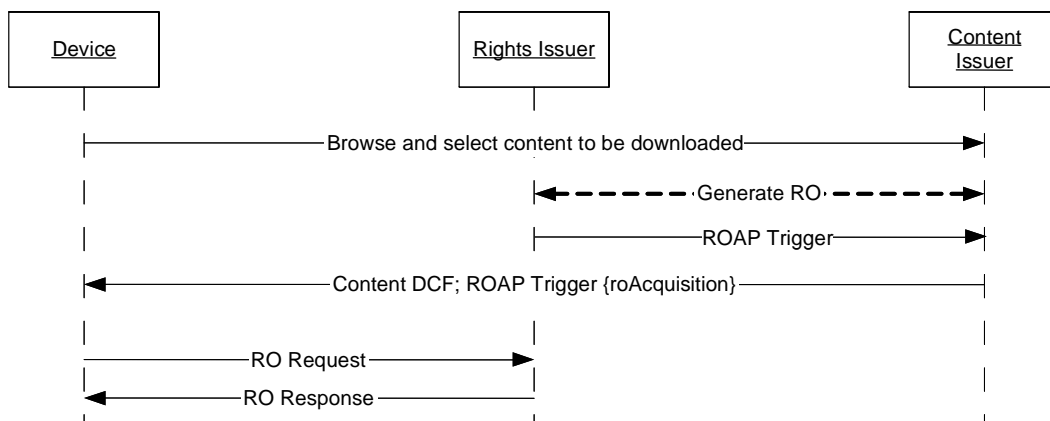 Device
Rights Issuer
Content
Issuer
Browse and select content to be downloaded
Generate RO
ROAP Trigger
Content DCF; ROAP Trigger {roAcquisition}
RO Request
RO Response